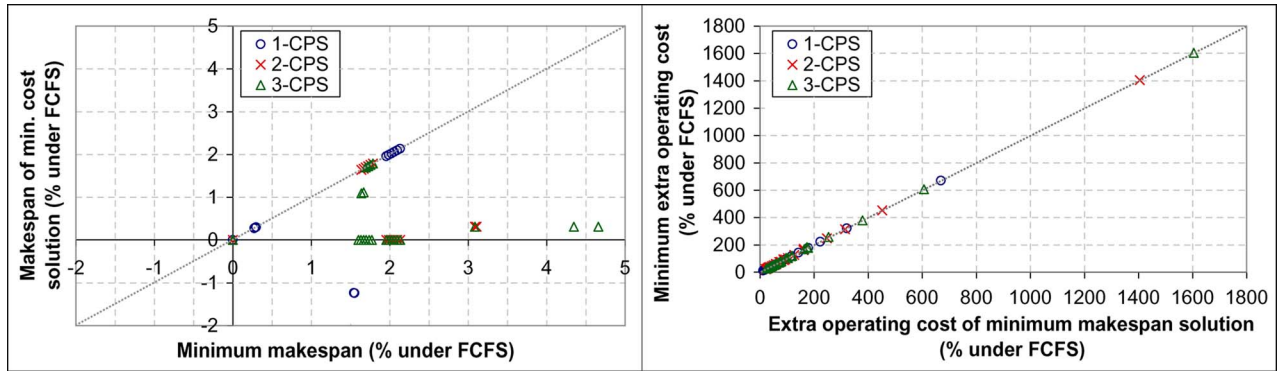 Makespan of min. cost
solution (% under FCFS)
5
4
3
2
1
0
-1
-2
1-CPS
2-CPS
3-CPS
-2
-1
0
1
2
3
4
5
Minimum makespan (% under FCFS)
Minimum extra operating cost
(% under FCFS)
1800
1600
1400
1200
1000
800
600
400
200
0
1-CPS
2-CPS
3-CPS
0
200
400
600
800
1000
1200
1400
1600
1800
Extra operating cost of minimum makespan solution
(% under FCFS)